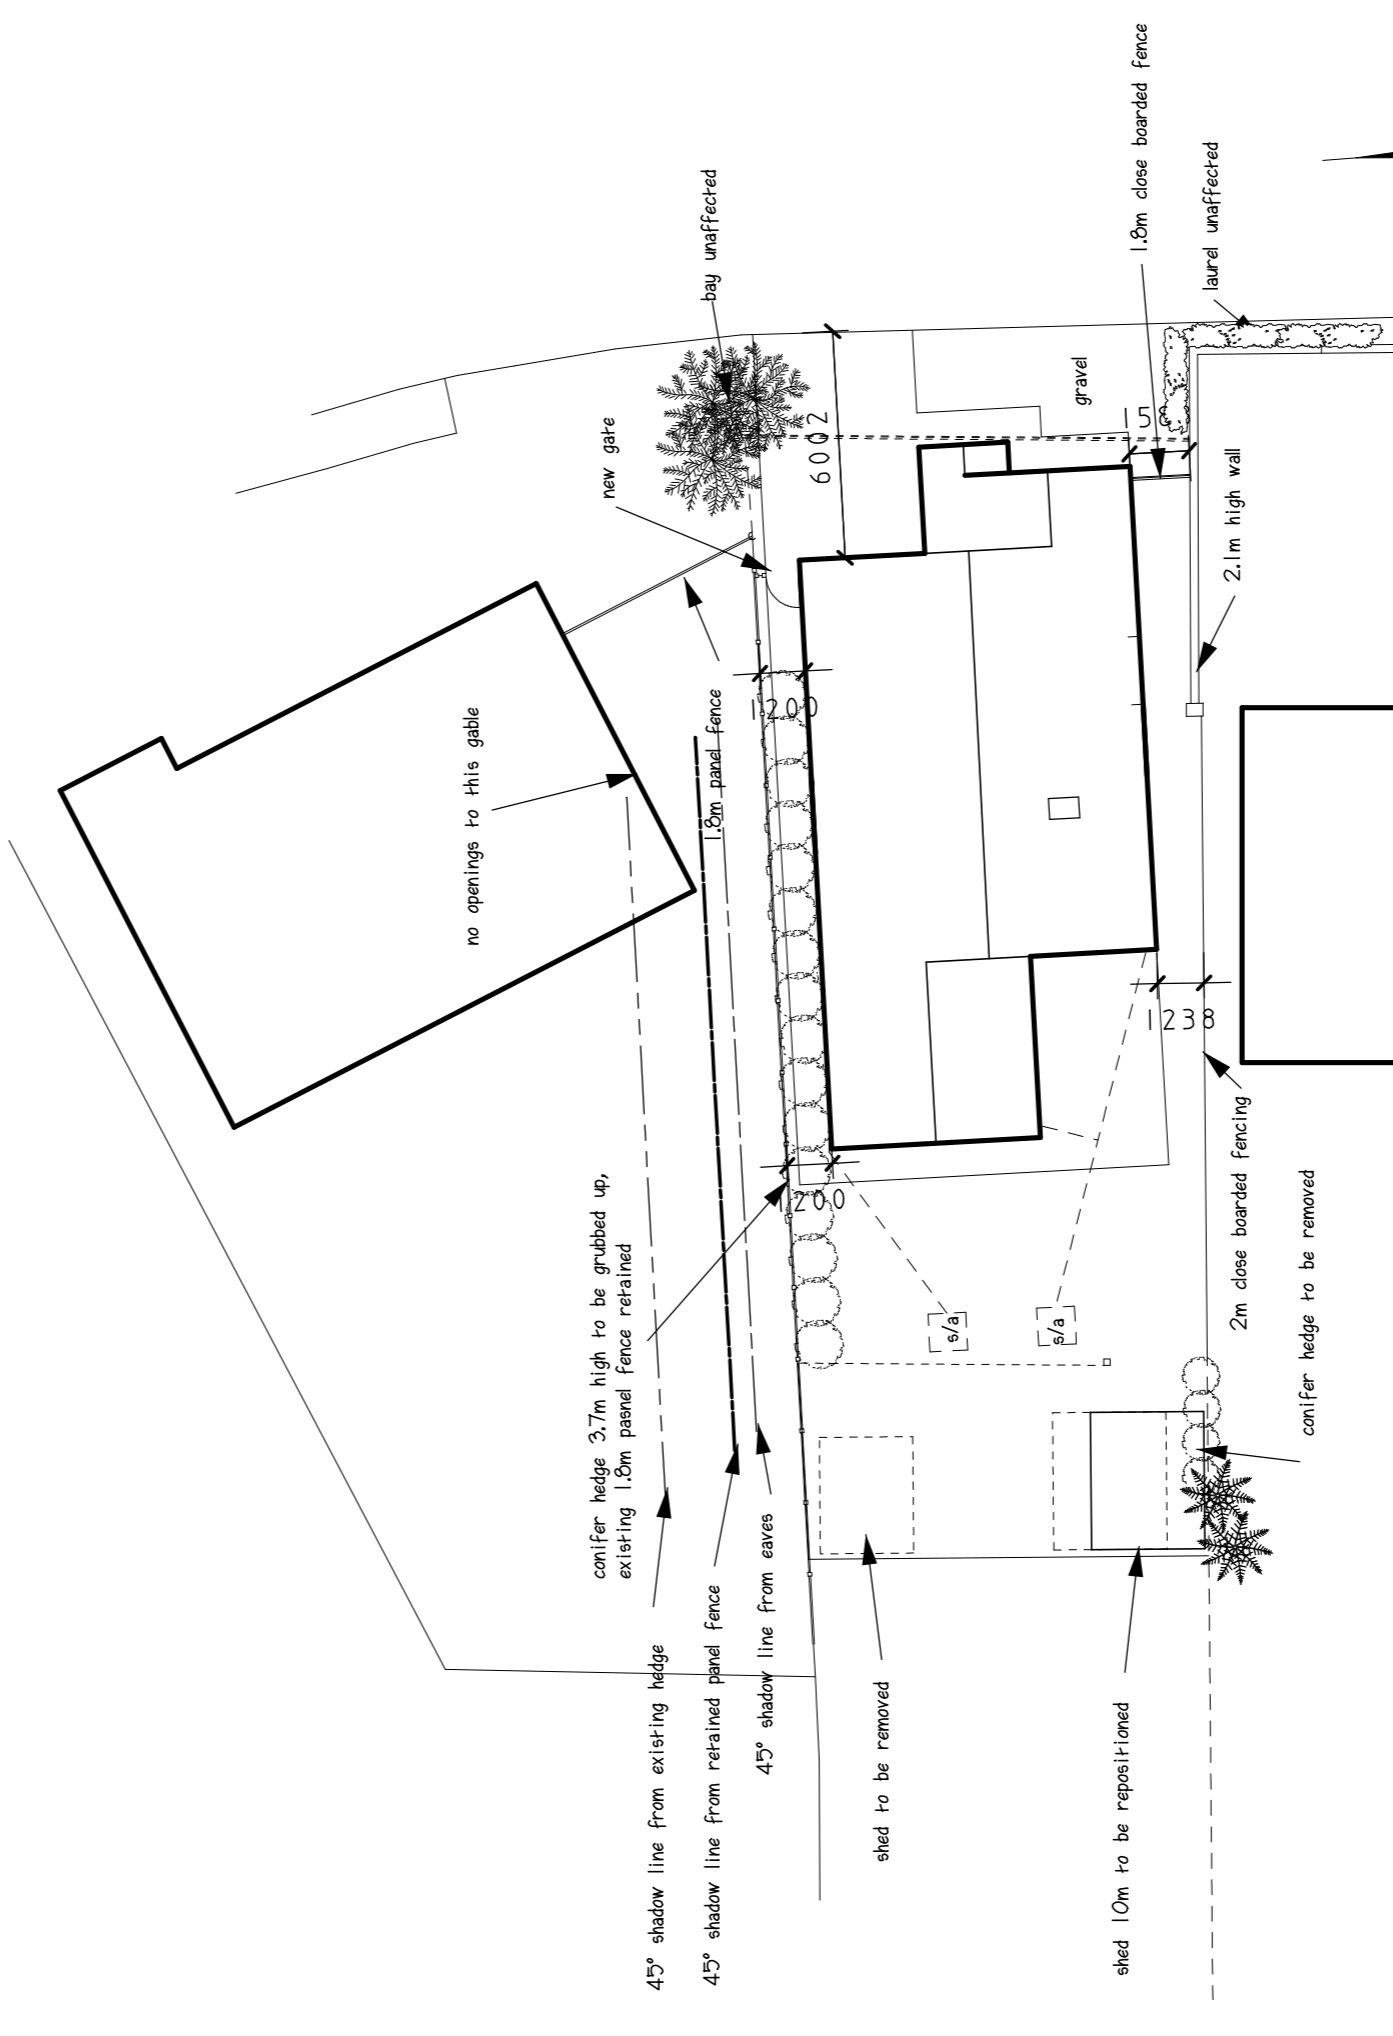 1.8m close boarded fence
laurel unaffected
bay unaffected
gravel
new gate
6002
2.1m high wall
no openings to this gable
1.8m panel fence
1200
1238
1200
conifer hedge 3.7m high to be grubbed up,
existing 1.8m pasnel fence retained
2m close boarded fencing
conifer hedge to be removed
s/a
s/a
45° shadow line from existing hedge
45° shadow line from retained panel fence
45° shadow line from eaves
shed to be removed
shed 10m to be repositioned